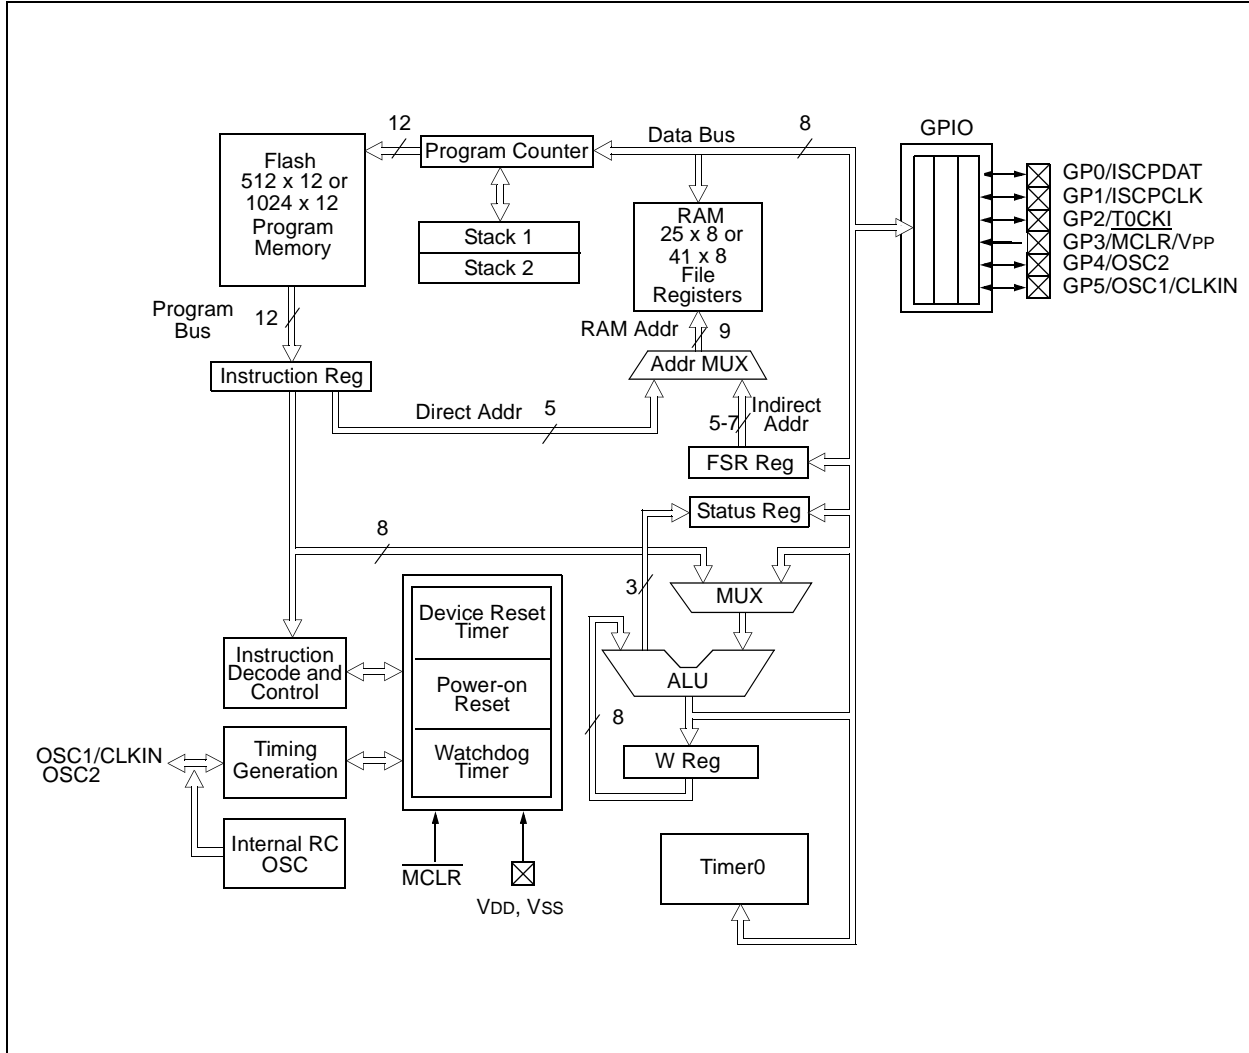 12
Data Bus
8
GPIO
Flash
512 x 12 or
1024 x 12
Program
Memory
Program Counter
Stack 1
Stack 2
RAM
25 x 8 or
41 x 8
File
Registers
GP0/ISCPDAT
GP1/ISCPCLK
GP2/T0CKI
GP3/MCLR/VPP
GP4/OSC2
GP5/OSC1/CLKIN
Program
Bus
12
RAM Addr
9
Instruction Reg
Addr MUX
Direct Addr
5
5-7
Indirect
Addr
FSR Reg
Status Reg
8
3
MUX
Device Reset
Timer
Instruction
Decode and
Control
Power-on
Reset
ALU
8
OSC1/CLKIN
OSC2
Timing
Generation
Watchdog
Timer
W Reg
Internal RC
OSC
MCLR
VDD, VSS
Timer0